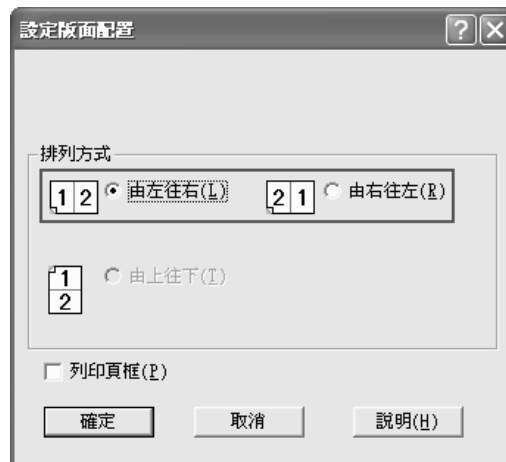 設定版面配置
排列方式
1 2 由左往右(L) 2 1 由右往左(R)
1 由上往下(T)
2
列印頁框(P)
確定 取消 說明(H)